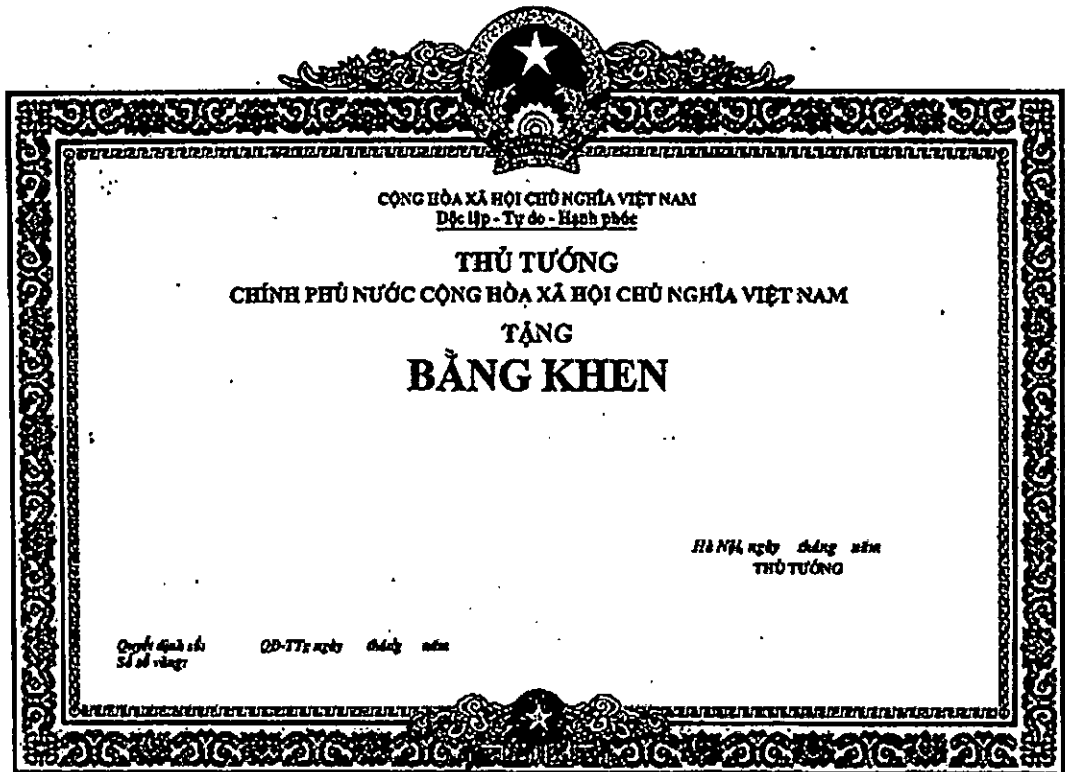 CỘNG HÒA XÃ HỘI CHỦ NGHĨA VIỆT NAM
Độc lập - Tự do - Hạnh phúc
THỦ TƯỚNG
CHÍNH PHỦ NƯỚC CỘNG HÒA XÃ HỘI CHỦ NGHĨA VIỆT NAM
TẶNG
BẰNG KHEN
Hà Nội, ngày tháng năm
THỦ TƯỚNG
Quyết định số: QĐ-TTg ngày tháng năm
Số sổ vàng: